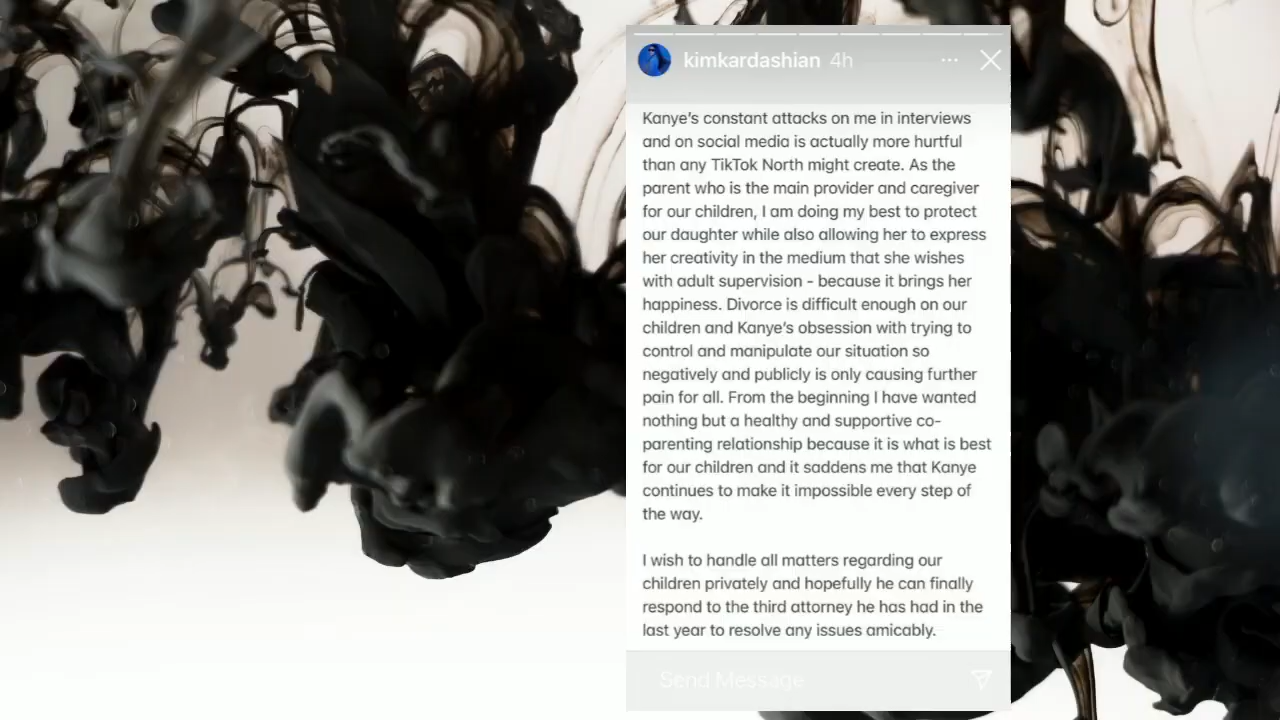 kimkardashian 4h
Kanye's constant attacks on me in interviews
and on social media is actually more hurtful
than any TikTok North might create. As the
parent who is the main provider and caregiver
for our children, I am doing my best to protect
our daughter while also allowing her to express
her creativity in the medium that she wishes
with adult supervision - because it brings her
happiness. Divorce is difficult enough on our
children and Kanye's obsession with trying to
control and manipulate our situation so
negatively and publicly is only causing further
pain for all. From the beginning I have wanted
nothing but a healthy and supportive co-
parenting relationship because it is what is best
for our children and it saddens me that Kanye
continues to make it impossible every step of
the way.
I wish to handle all matters regarding our
children privately and hopefully he can finally
respond to the third attorney he has had in the
last year to resolve any issues amicably.
Send Message